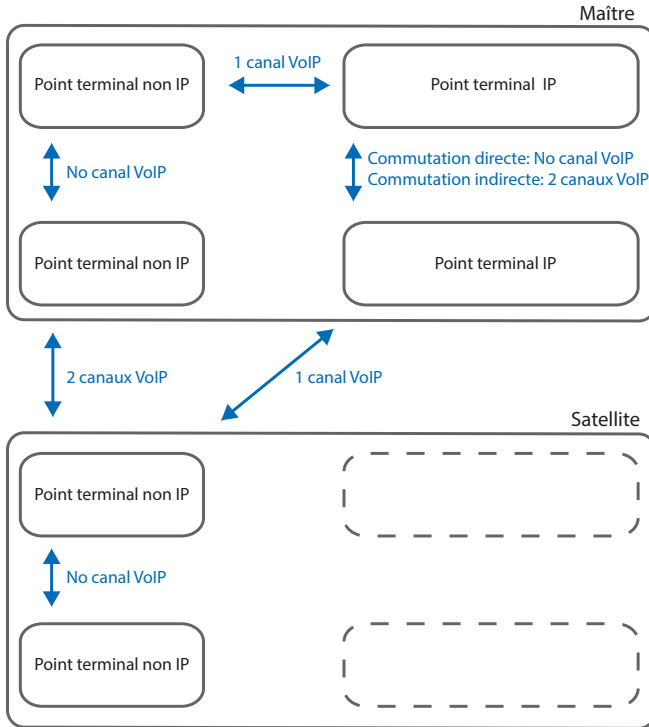 Maître
1 canal VoIP
Point terminal non IP
Point terminal IP
No canal VoIP
Commutation directe: No canal VoIP
Commutation indirecte: 2 canaux VoIP
Point terminal non IP
Point terminal IP
2 canaux VoIP
1 canal VoIP
Satellite
Point terminal non IP
No canal VoIP
Point terminal non IP